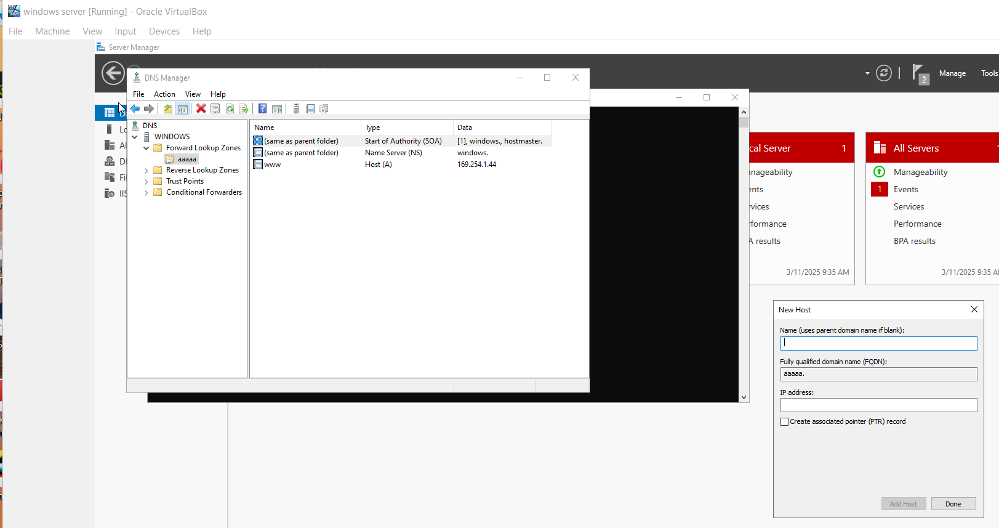 windows server [Running] - Oracle VirtualBox
File Machine View Input Devices Help
Server Manager
2 Manage Tools
DNS Manager
File Action View Help
DNS
WINDOWS
Forward Lookup Zones
aaaaa
Reverse Lookup Zones
Trust Points
Conditional Forwarders
Name Type Data
(same as parent folder) Start of Authority (SOA) [1], windows., hostmaster.
(same as parent folder) Name Server (NS) windows.
www Host (A) 169.254.1.44
IIS
cal Server 1
nageability
ents
rvices
formance
A results
3/11/2025 9:35 AM
All Servers
Manageability
1 Events
Services
Performance
BPA results
3/11/2025 9:35 AM
New Host
Name (uses parent domain name if blank):
Fully qualified domain name (FQDN):
aaaaa.
IP address:
Create associated pointer (PTR) record
Add Host Done